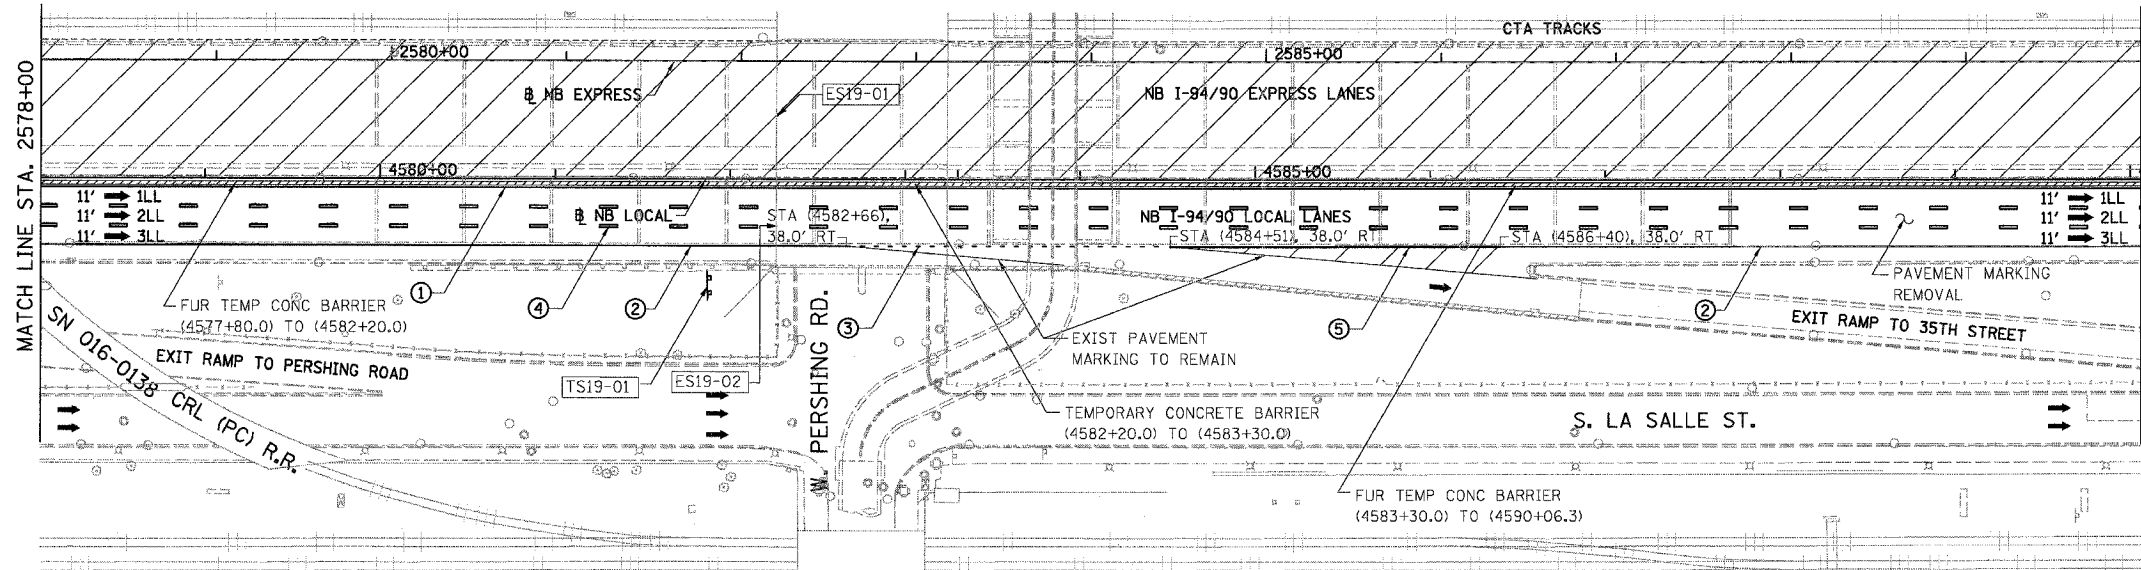 CTA TRACKS
2580+00
2585+00
℄ NB EXPRESS
ES19-01
NB I-94/90 EXPRESS LANES
MATCH LINE STA. 2578+00
4580+00
4585+00
11' 1LL
11' 2LL
11' 3LL
℄ NB LOCAL
STA (4582+66),
38.0' RT
NB I-94/90 LOCAL LANES
STA (4584+51), 38.0' RT
STA (4586+40), 38.0' RT
11' 1LL
11' 2LL
11' 3LL
PAVEMENT MARKING
REMOVAL
FUR TEMP CONC BARRIER
(4577+80.0) TO (4582+20.0)
1
4
2
3
5
2
EXIST PAVEMENT
MARKING TO REMAIN
EXIT RAMP TO 35TH STREET
SN 016-0138 CRL (PC) R.R.
EXIT RAMP TO PERSHING ROAD
TS19-01
ES19-02
W. PERSHING RD.
TEMPORARY CONCRETE BARRIER
(4582+20.0) TO (4583+30.0)
S. LA SALLE ST.
FUR TEMP CONC BARRIER
(4583+30.0) TO (4590+06.3)